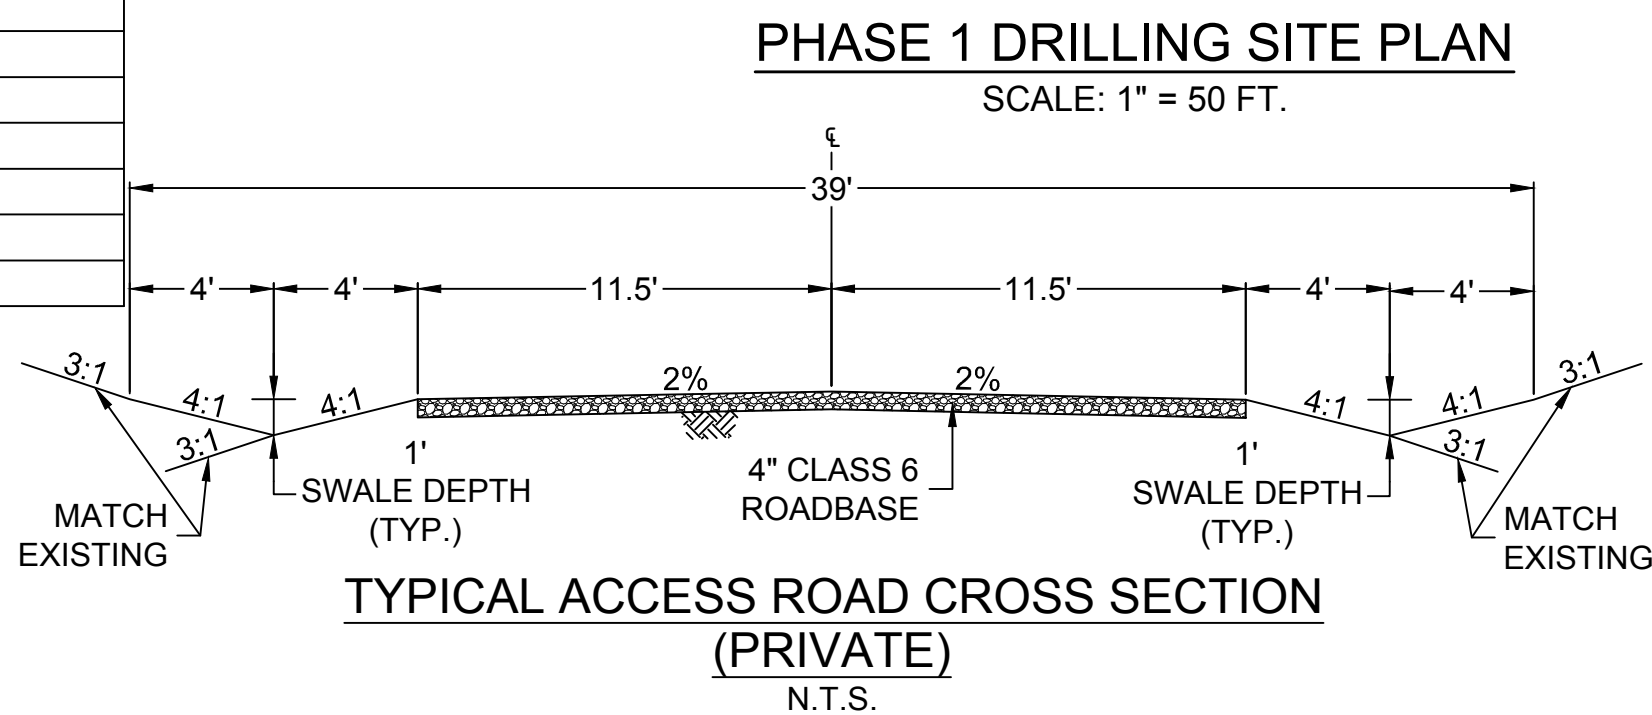 PHASE 1 DRILLING SITE PLAN
SCALE: 1" = 50 FT.
℄
39'
4'
4'
11.5'
11.5'
4'
4'
3:1
4:1
4:1
2%
2%
4:1
4:1
3:1
3:1
3:1
1'
SWALE DEPTH
(TYP.)
4" CLASS 6
ROADBASE
1'
SWALE DEPTH
(TYP.)
MATCH
EXISTING
MATCH
EXISTING
TYPICAL ACCESS ROAD CROSS SECTION
(PRIVATE)
N.T.S.